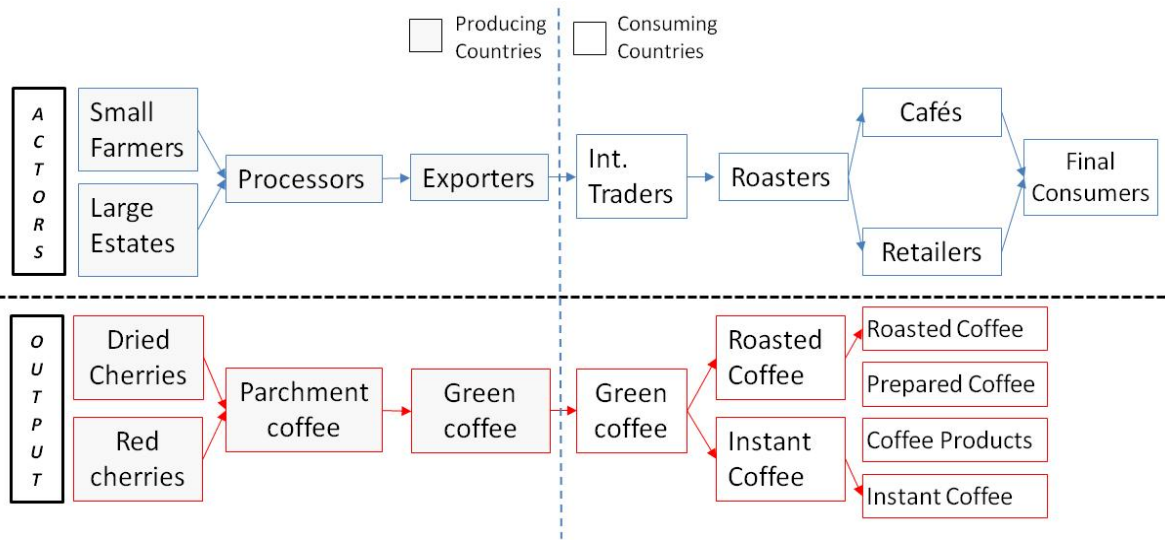 Producing
Countries
Consuming
Countries
ACTORS
Small
Farmers
Large
Estates
Processors
Exporters
Int.
Traders
Roasters
Cafés
Retailers
Final
Consumers
OUTPUT
Dried
Cherries
Red
cherries
Parchment
coffee
Green
coffee
Green
coffee
Roasted
Coffee
Instant
Coffee
Roasted Coffee
Prepared Coffee
Coffee Products
Instant Coffee